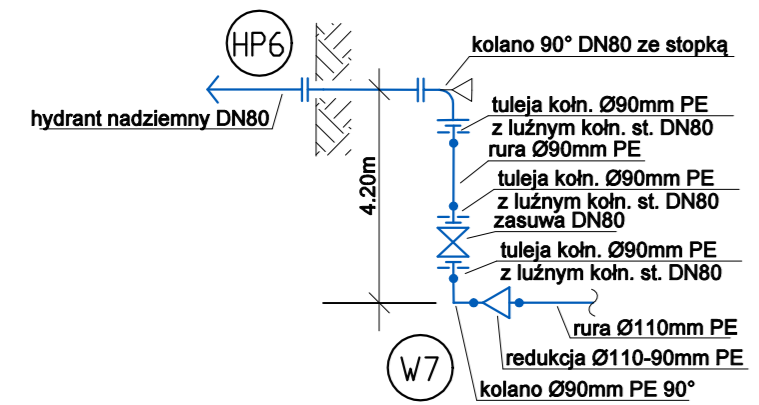 HP6
kolano 90° DN80 ze stopką
hydrant nadziemny DN80
tuleja kołn. Ø90mm PE
z luźnym kołn. st. DN80
rura Ø90mm PE
tuleja kołn. Ø90mm PE
z luźnym kołn. st. DN80
zasuwa DN80
tuleja kołn. Ø90mm PE
z luźnym kołn. st. DN80
4.20m
rura Ø110mm PE
redukcja Ø110-90mm PE
W7
kolano Ø90mm PE 90°